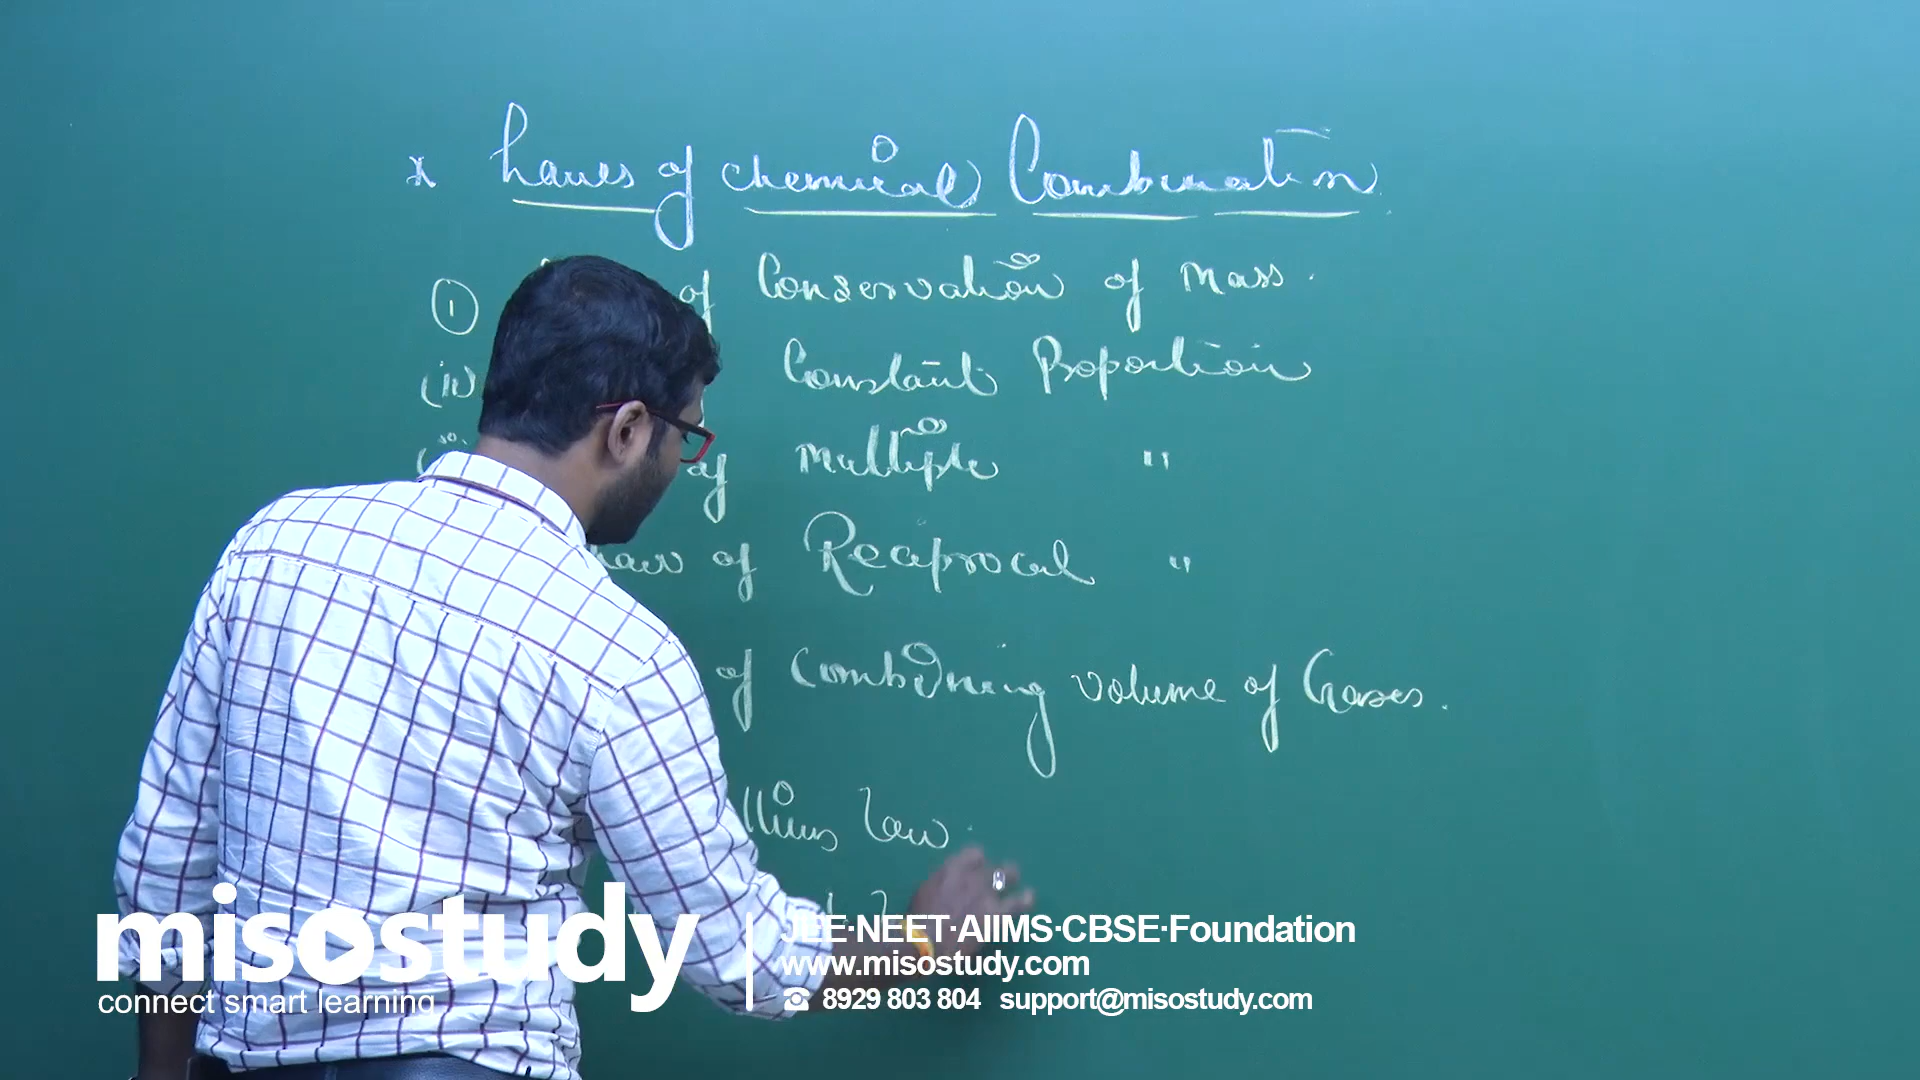 * Laws of chemical Combination
(i) of Conservation of Mass.
(ii) Constant Proportion
of Multiple "
Law of Reciprocal "
of Combining volume of Gases.
Law
misostudy
connect smart learning
JEE·NEET·AIIMS·CBSE·Foundation
www.misostudy.com
8929 803 804 support@misostudy.com